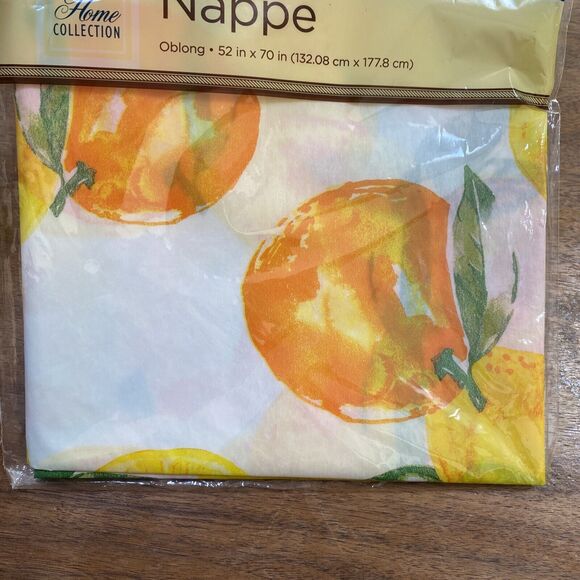 Home
COLLECTION
Nappe
Oblong • 52 in x 70 in (132.08 cm x 177.8 cm)